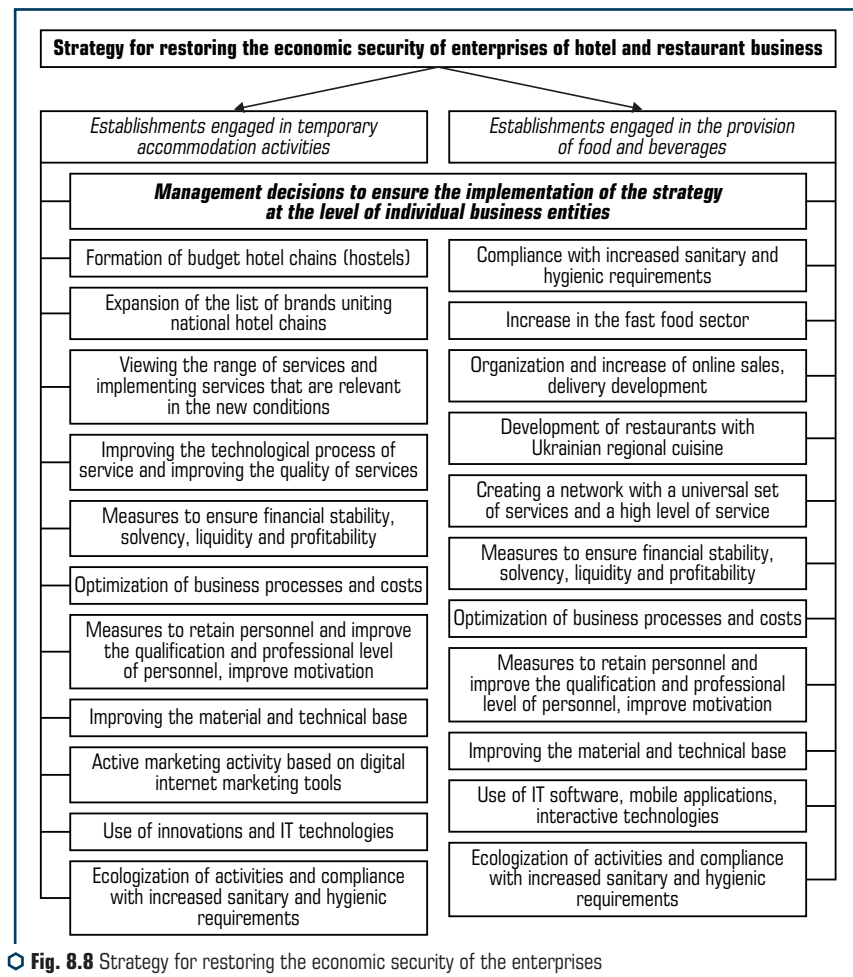 Strategy for restoring the economic security of enterprises of hotel and restaurant business
Establishments engaged in temporary
accommodation activities
Establishments engaged in the provision
of food and beverages
Management decisions to ensure the implementation of the strategy
at the level of individual business entities
Formation of budget hotel chains (hostels)
Expansion of the list of brands uniting
national hotel chains
Viewing the range of services and
implementing services that are relevant
in the new conditions
Improving the technological process of
service and improving the quality of services
Measures to ensure financial stability,
solvency, liquidity and profitability
Optimization of business processes and costs
Measures to retain personnel and improve
the qualification and professional level
of personnel, improve motivation
Improving the material and technical base
Active marketing activity based on digital
internet marketing tools
Use of innovations and IT technologies
Ecologization of activities and compliance
with increased sanitary and hygienic
requirements
Compliance with increased sanitary and
hygienic requirements
Increase in the fast food sector
Organization and increase of online sales,
delivery development
Development of restaurants with
Ukrainian regional cuisine
Creating a network with a universal set
of services and a high level of service
Measures to ensure financial stability,
solvency, liquidity and profitability
Optimization of business processes and costs
Measures to retain personnel and
improve the qualification and professional
level of personnel, improve motivation
Improving the material and technical base
Use of IT software, mobile applications,
interactive technologies
Ecologization of activities and compliance
with increased sanitary and hygienic
requirements
Fig. 8.8 Strategy for restoring the economic security of the enterprises